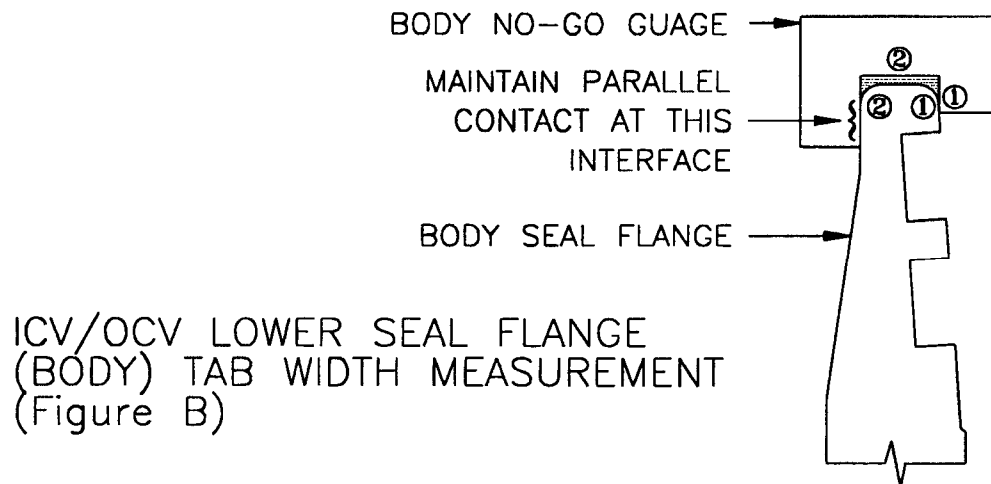 BODY NO-GO GUAGE
②
MAINTAIN PARALLEL
CONTACT AT THIS
INTERFACE
② ① ①
BODY SEAL FLANGE
ICV/OCV LOWER SEAL FLANGE
(BODY) TAB WIDTH MEASUREMENT
(Figure B)